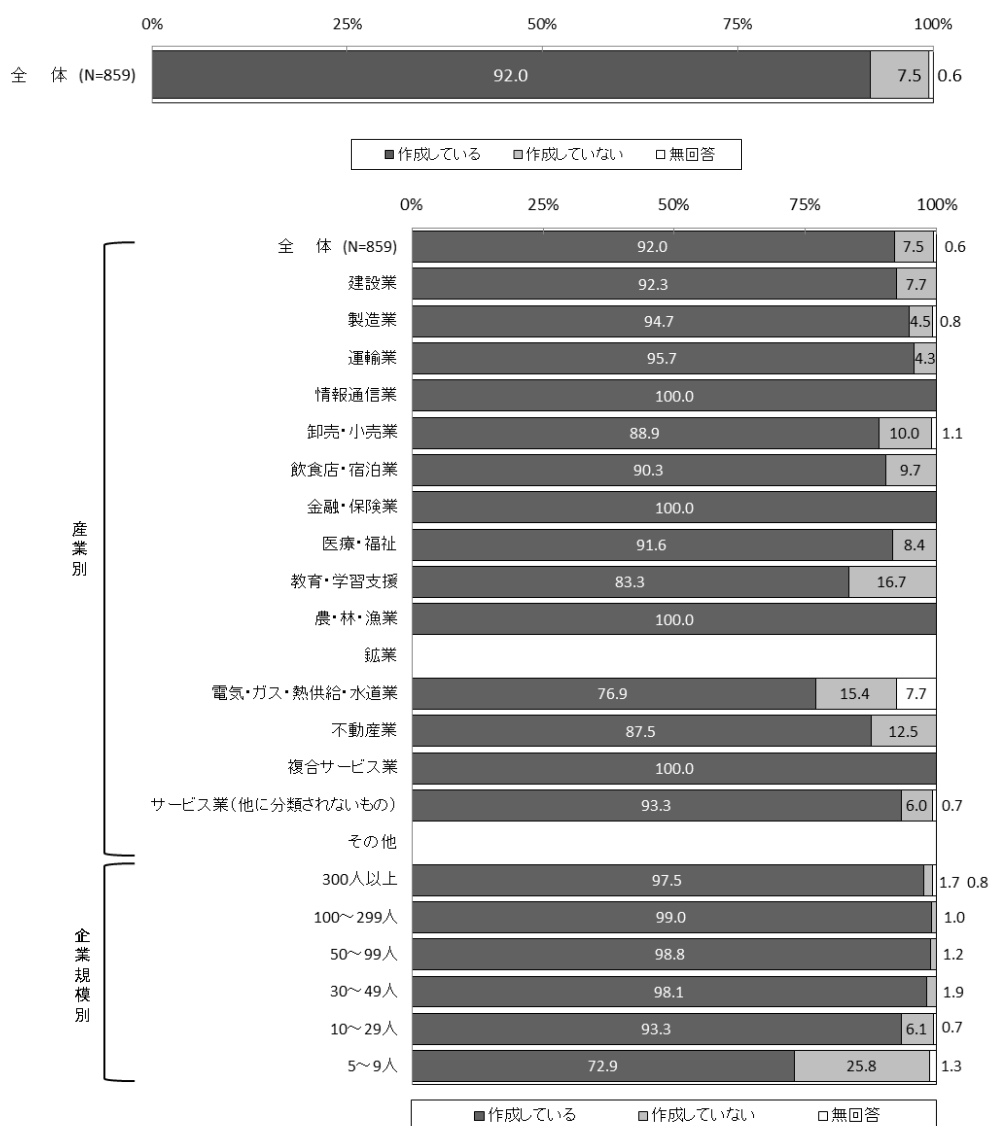 0% 25% 50% 75% 100%
全 体 (N=859) 92.0 7.5 0.6
■作成している ■作成していない □無回答
0% 25% 50% 75% 100%
産業別
全 体 (N=859) 92.0 7.5 0.6
建設業 92.3 7.7
製造業 94.7 4.5 0.8
運輸業 95.7 4.3
情報通信業 100.0
卸売・小売業 88.9 10.0 1.1
飲食店・宿泊業 90.3 9.7
金融・保険業 100.0
医療・福祉 91.6 8.4
教育・学習支援 83.3 16.7
農・林・漁業 100.0
鉱業
電気・ガス・熱供給・水道業 76.9 15.4 7.7
不動産業 87.5 12.5
複合サービス業 100.0
サービス業(他に分類されないもの) 93.3 6.0 0.7
その他
企業規模別
300人以上 97.5 1.7 0.8
100~299人 99.0 1.0
50~99人 98.8 1.2
30~49人 98.1 1.9
10~29人 93.3 6.1 0.7
5~9人 72.9 25.8 1.3
■作成している ■作成していない □無回答